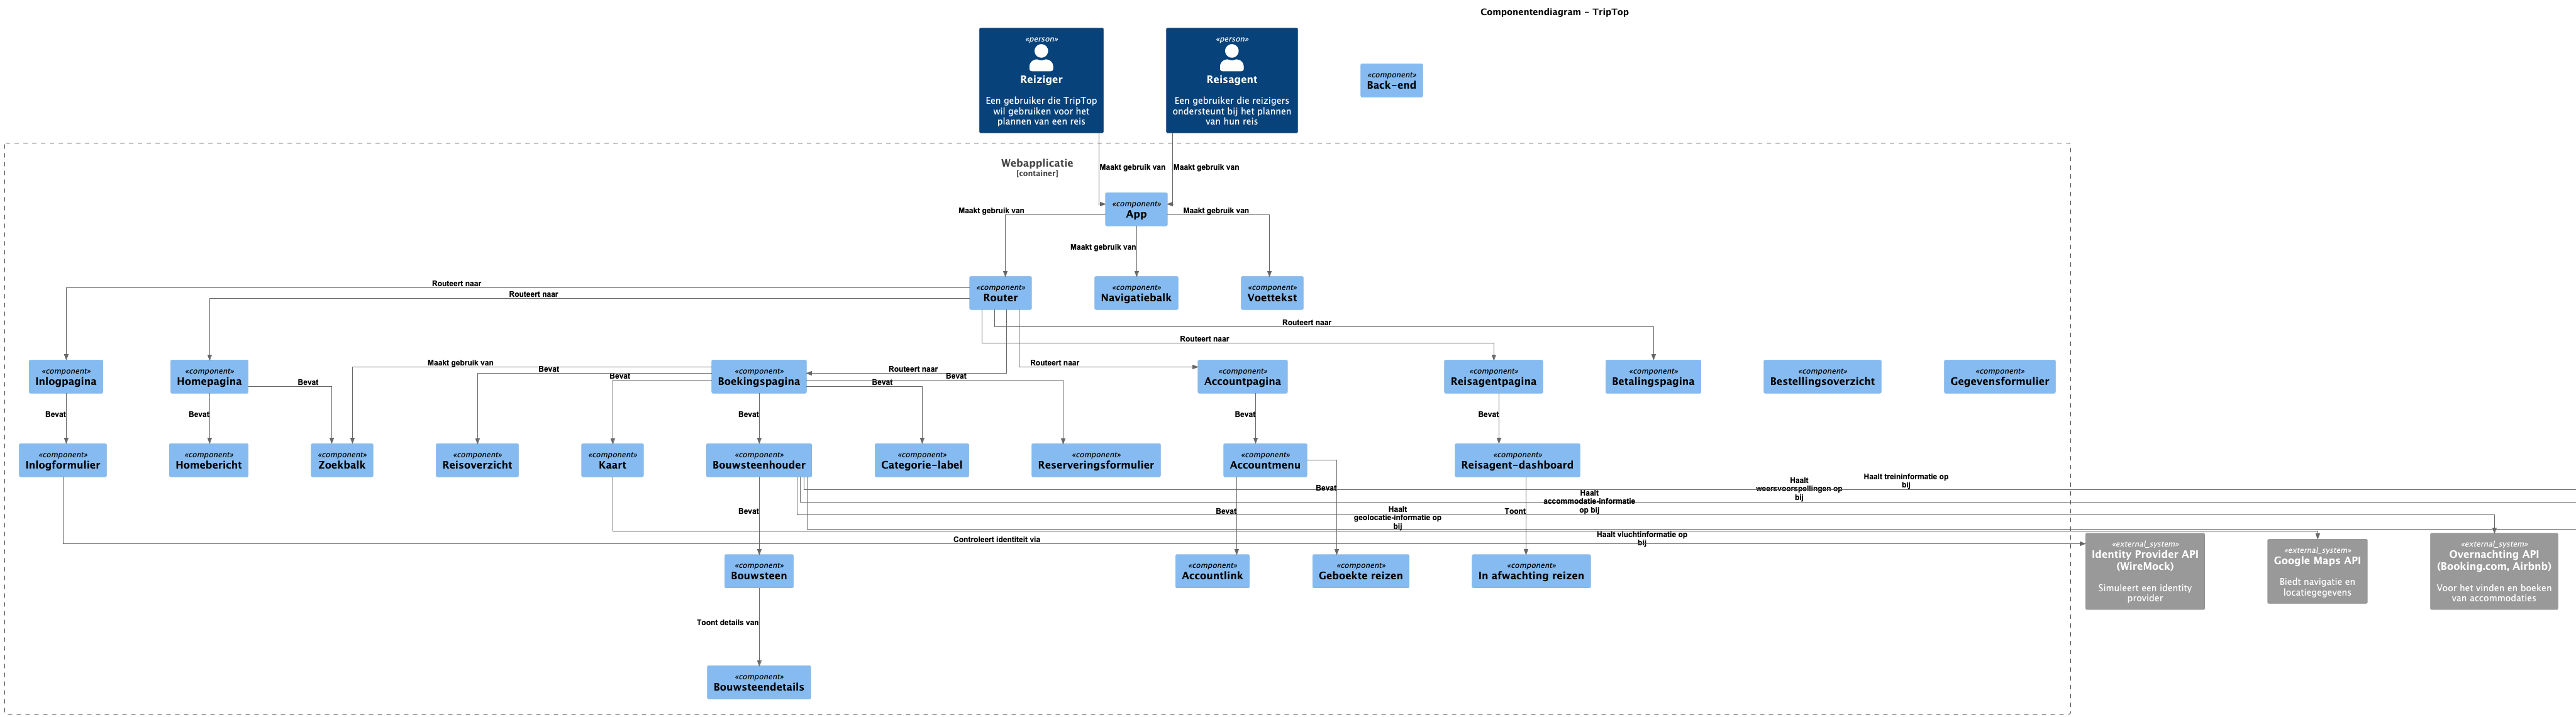 Componentendiagram - TripTop
«person»
Reiziger
Een gebruiker die TripTop
wil gebruiken voor het
plannen van een reis
«person»
Reisagent
Een gebruiker die reizigers
ondersteunt bij het plannen
van hun reis
«component»
Back-end
Webapplicatie
[container]
Maakt gebruik van
Maakt gebruik van
«component»
App
Maakt gebruik van
Maakt gebruik van
Maakt gebruik van
«component»
Router
«component»
Navigatiebalk
«component»
Voettekst
Routeert naar
Routeert naar
Routeert naar
Routeert naar
Routeert naar
Routeert naar
«component»
Inlogpagina
«component»
Homepagina
«component»
Boekingspagina
«component»
Accountpagina
«component»
Reisagentpagina
«component»
Betalingspagina
«component»
Bestellingsoverzicht
«component»
Gegevensformulier
Bevat
Maakt gebruik van
Bevat
Bevat
Bevat
Bevat
Bevat
Bevat
Bevat
Bevat
Bevat
«component»
Inlogformulier
«component»
Homebericht
«component»
Zoekbalk
«component»
Reisoverzicht
«component»
Kaart
«component»
Bouwsteenhouder
«component»
Categorie-label
«component»
Reserveringsformulier
«component»
Accountmenu
«component»
Reisagent-dashboard
Bevat
Bevat
Bevat
Toont
Haalt treininformatie op
bij
Haalt
weersvoorspellingen op
bij
Haalt
accommodatie-informatie
op bij
Haalt
geolocatie-informatie op
bij
Haalt vluchtinformatie op
bij
Controleert identiteit via
«component»
Bouwsteen
«component»
Accountlink
«component»
Geboekte reizen
«component»
In afwachting reizen
«external_system»
Identity Provider API
(WireMock)
Simuleert een identity
provider
«external_system»
Google Maps API
Biedt navigatie en
locatiegegevens
«external_system»
Overnachting API
(Booking.com, Airbnb)
Voor het vinden en boeken
van accommodaties
Toont details van
«component»
Bouwsteendetails